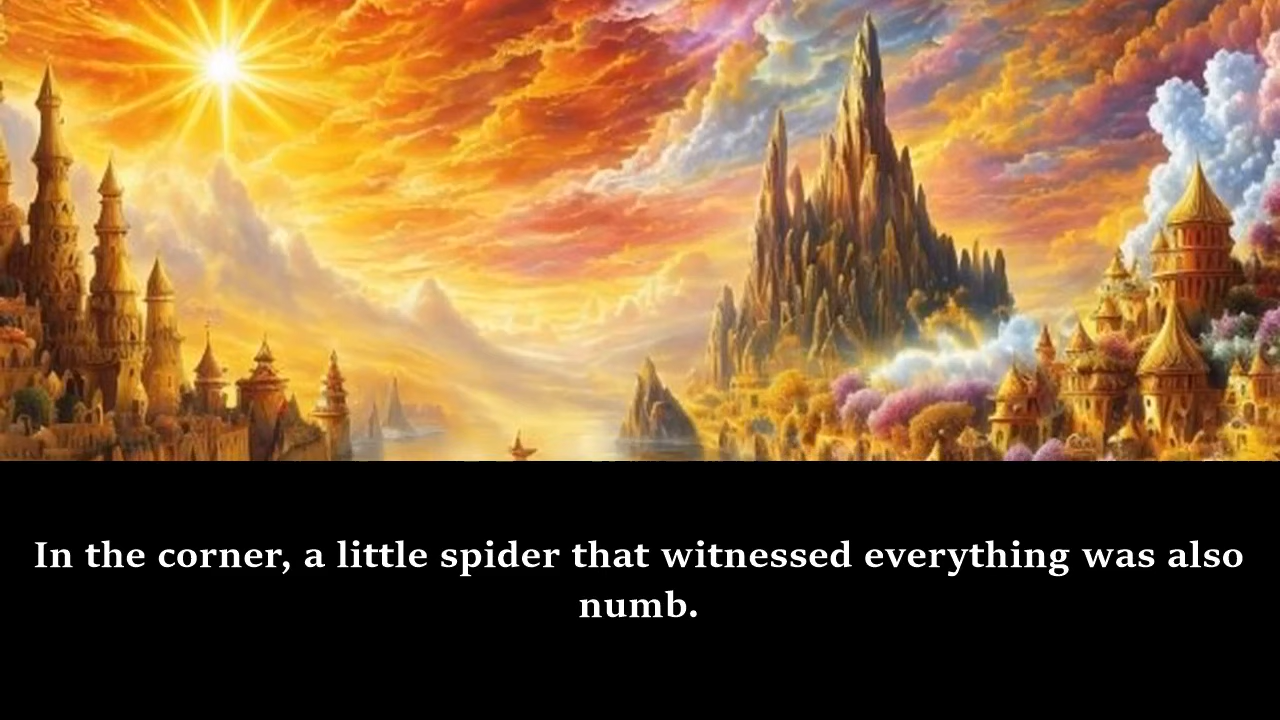 In the corner, a little spider that witnessed everything was also
numb.